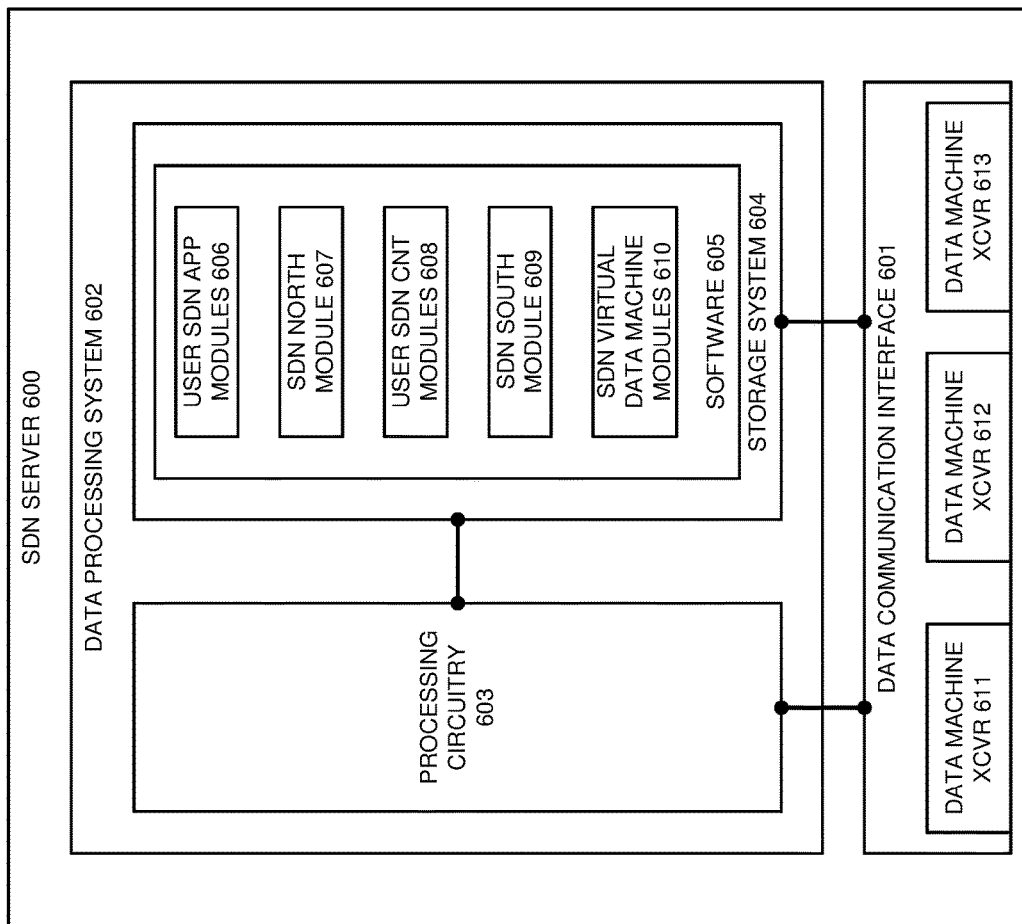 SDN SERVER 600
DATA PROCESSING SYSTEM 602
PROCESSING
CIRCUITRY
603
USER SDN APP
MODULES 606
SDN NORTH
MODULE 607
USER SDN CNT
MODULES 608
SDN SOUTH
MODULE 609
SDN VIRTUAL
DATA MACHINE
MODULES 610
SOFTWARE 605
STORAGE SYSTEM 604
DATA COMMUNICATION INTERFACE 601
DATA MACHINE
XCVR 611
DATA MACHINE
XCVR 612
DATA MACHINE
XCVR 613